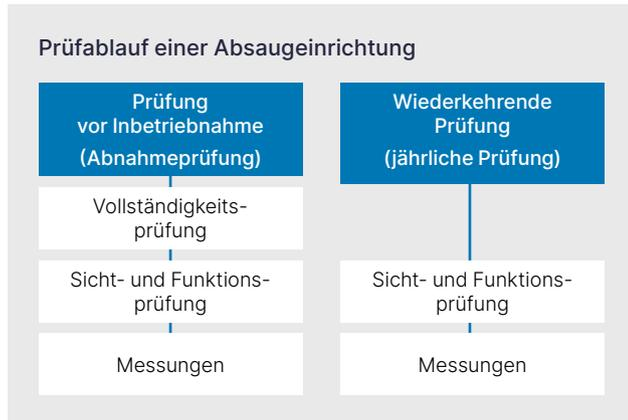 Prüfablauf einer Absaugeinrichtung
Prüfung
vor Inbetriebnahme
(Abnahmeprüfung)
Vollständigkeits-
prüfung
Sicht- und Funktions-
prüfung
Messungen
Wiederkehrende
Prüfung
(jährliche Prüfung)
Sicht- und Funktions-
prüfung
Messungen